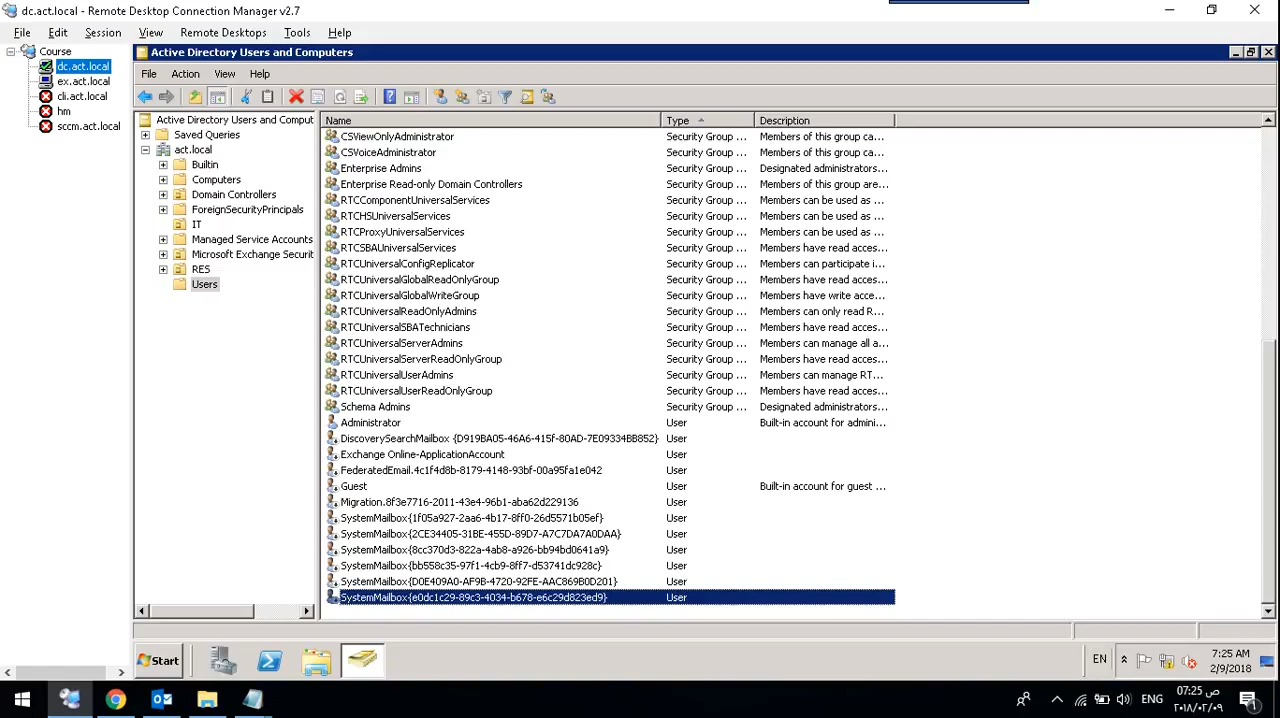 dc.act.local - Remote Desktop Connection Manager v2.7
File Edit Session View Remote Desktops Tools Help
Course
dc.act.local
ex.act.local
cli.act.local
hm
sccm.act.local
Active Directory Users and Computers
File Action View Help
Active Directory Users and Comput
Saved Queries
act.local
Builtin
Computers
Domain Controllers
ForeignSecurityPrincipals
IT
Managed Service Accounts
Microsoft Exchange Securit
RES
Users
Name Type Description
CSViewOnlyAdministrator Security Group ... Members of this group ca...
CSVoiceAdministrator Security Group ... Members of this group ca...
Enterprise Admins Security Group ... Designated administrators...
Enterprise Read-only Domain Controllers Security Group ... Members of this group are...
RTCComponentUniversalServices Security Group ... Members can be used as ...
RTCHSUniversalServices Security Group ... Members can be used as ...
RTCProxyUniversalServices Security Group ... Members can be used as ...
RTCSBAUniversalServices Security Group ... Members have read acces...
RTCUniversalConfigReplicator Security Group ... Members can participate i...
RTCUniversalGlobalReadOnlyGroup Security Group ... Members have read acces...
RTCUniversalGlobalWriteGroup Security Group ... Members have write acce...
RTCUniversalReadOnlyAdmins Security Group ... Members can only read R...
RTCUniversalSBATechnicians Security Group ... Members have read acces...
RTCUniversalServerAdmins Security Group ... Members can manage all a...
RTCUniversalServerReadOnlyGroup Security Group ... Members have read acces...
RTCUniversalUserAdmins Security Group ... Members can manage RT...
RTCUniversalUserReadOnlyGroup Security Group ... Members have read acces...
Schema Admins Security Group ... Designated administrators...
Administrator User Built-in account for admini...
DiscoverySearchMailbox {D919BA05-46A6-415f-80AD-7E09334BB852} User
Exchange Online-ApplicationAccount User
FederatedEmail.4c1f4d8b-8179-4148-93bf-00a95fa1e042 User
Guest User Built-in account for guest ...
Migration.8f3e7716-2011-43e4-96b1-aba62d229136 User
SystemMailbox{1f05a927-2aa6-4b17-8ff0-26d5571b05ef} User
SystemMailbox{2CE34405-31BE-455D-89D7-A7C7DA7A0DAA} User
SystemMailbox{8cc370d3-822a-4ab8-a926-bb94bd0641a9} User
SystemMailbox{bb558c35-97f1-4cb9-8ff7-d53741dc928c} User
SystemMailbox{D0E409A0-AF9B-4720-92FE-AAC869B0D201} User
SystemMailbox{e0dc1c29-89c3-4034-b678-e6c29d823ed9} User
Start EN 7:25 AM
2/9/2018
ENG 07:25 ص
٢٠١٨/٠٢/٠٩
1